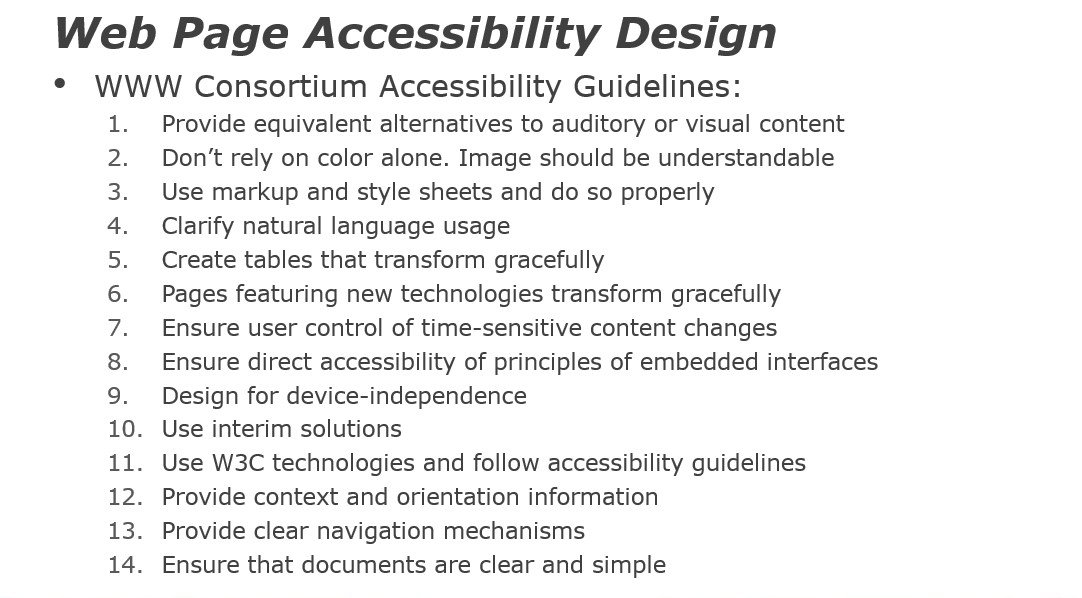 Web Page Accessibility Design
• WWW Consortium Accessibility Guidelines:
1. Provide equivalent alternatives to auditory or visual content
2. Don’t rely on color alone. Image should be understandable
3. Use markup and style sheets and do so properly
4. Clarify natural language usage
5. Create tables that transform gracefully
6. Pages featuring new technologies transform gracefully
7. Ensure user control of time-sensitive content changes
8. Ensure direct accessibility of principles of embedded interfaces
9. Design for device-independence
10. Use interim solutions
11. Use W3C technologies and follow accessibility guidelines
12. Provide context and orientation information
13. Provide clear navigation mechanisms
14. Ensure that documents are clear and simple